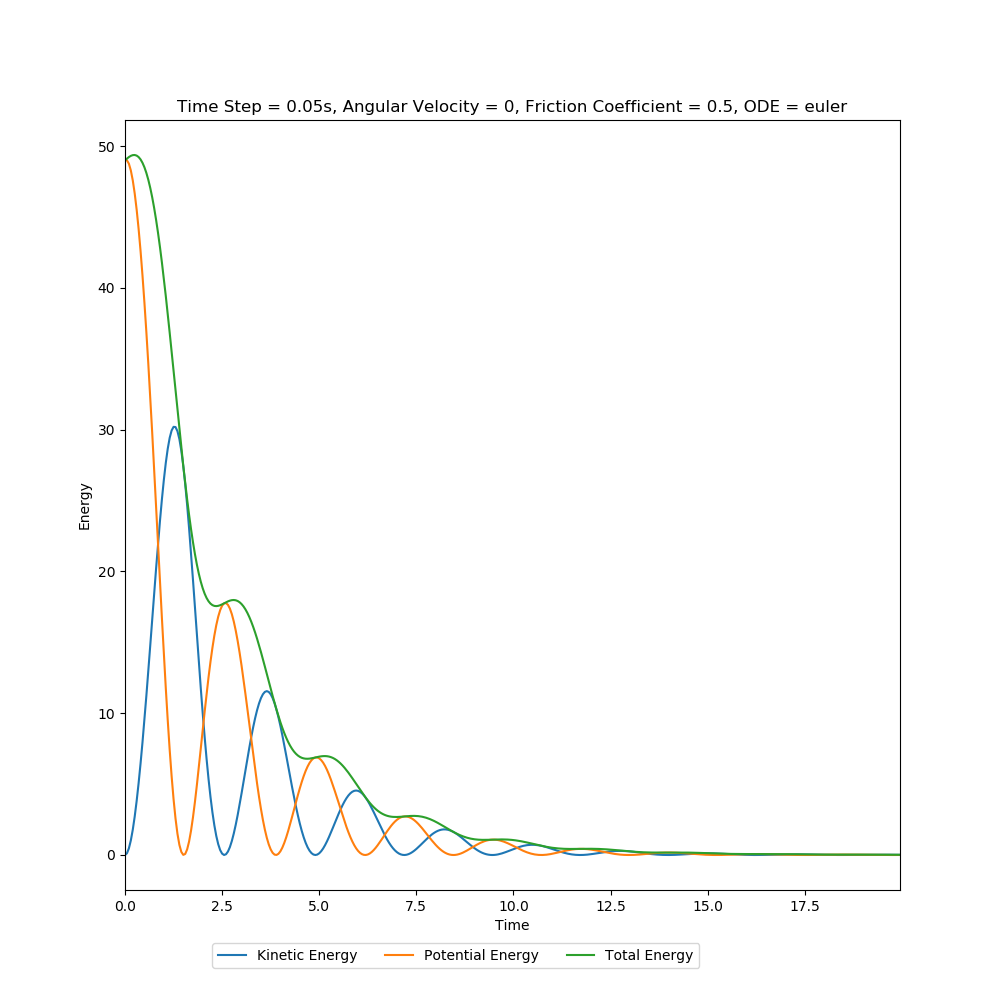 Time Step = 0.05s, Angular Velocity = 0, Friction Coefficient = 0.5, ODE = euler
50
40
30
20
10
0
Energy
0.0 2.5 5.0 7.5 10.0 12.5 15.0 17.5
Time
Kinetic Energy Potential Energy Total Energy